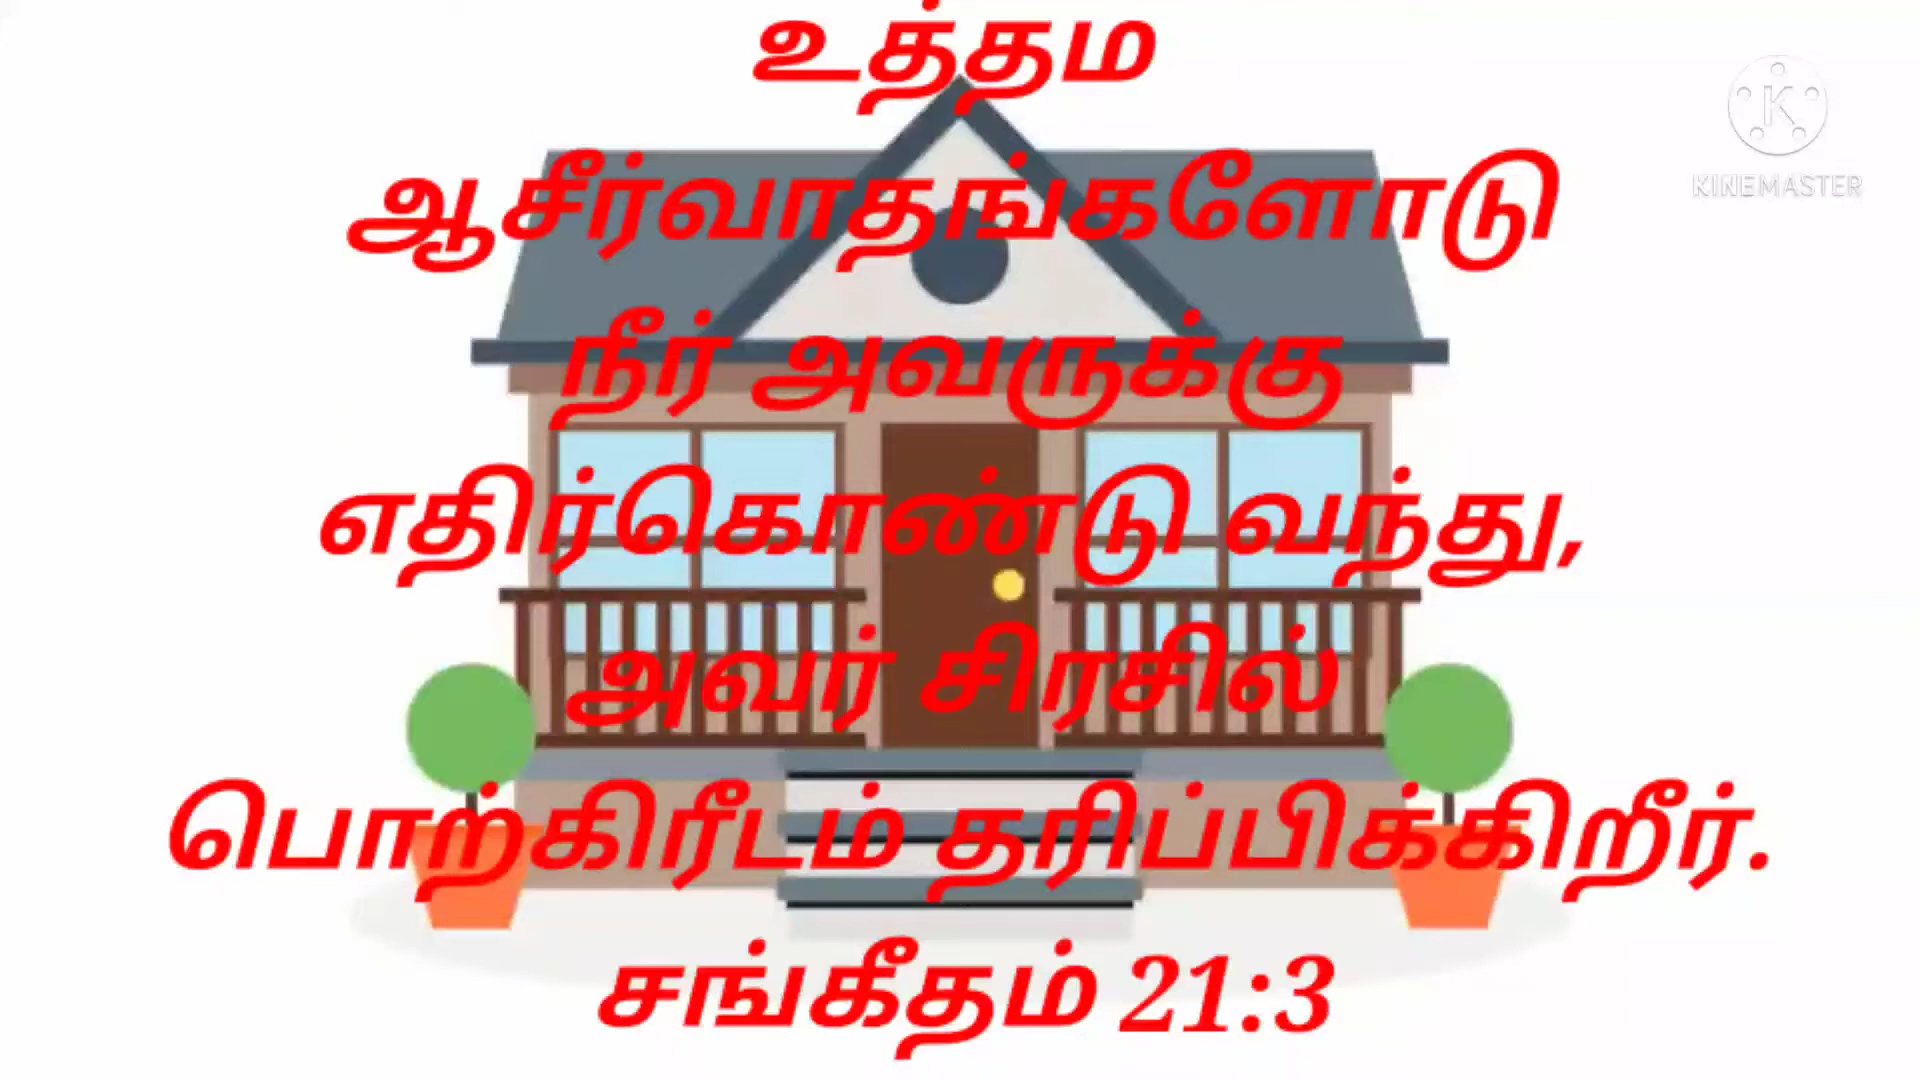 உத்தம
ஆசீர்வாதங்களோடு
நீர் அவருக்கு
எதிர்கொண்டு வந்து,
அவர் சிரசில்
பொற்கிரீடம் தரிப்பிக்கிறீர்.
சங்கீதம் 21:3
K
KINEMASTER